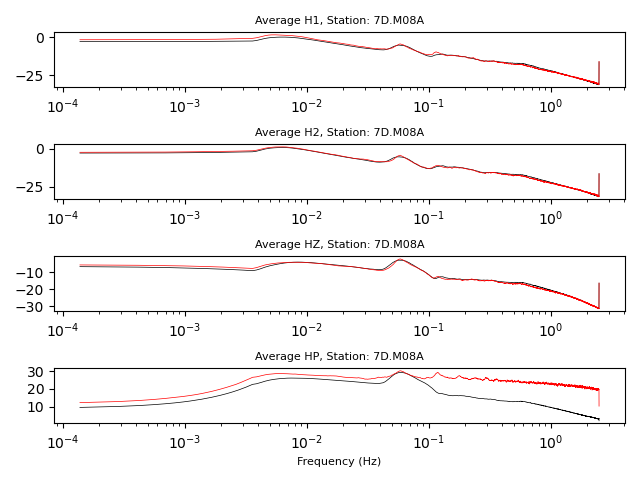 Average H1, Station: 7D.M08A
0
−25
10⁻⁴ 10⁻³ 10⁻² 10⁻¹ 10⁰
Average H2, Station: 7D.M08A
0
−25
10⁻⁴ 10⁻³ 10⁻² 10⁻¹ 10⁰
Average HZ, Station: 7D.M08A
−10
−20
−30
10⁻⁴ 10⁻³ 10⁻² 10⁻¹ 10⁰
Average HP, Station: 7D.M08A
30
20
10
10⁻⁴ 10⁻³ 10⁻² 10⁻¹ 10⁰
Frequency (Hz)